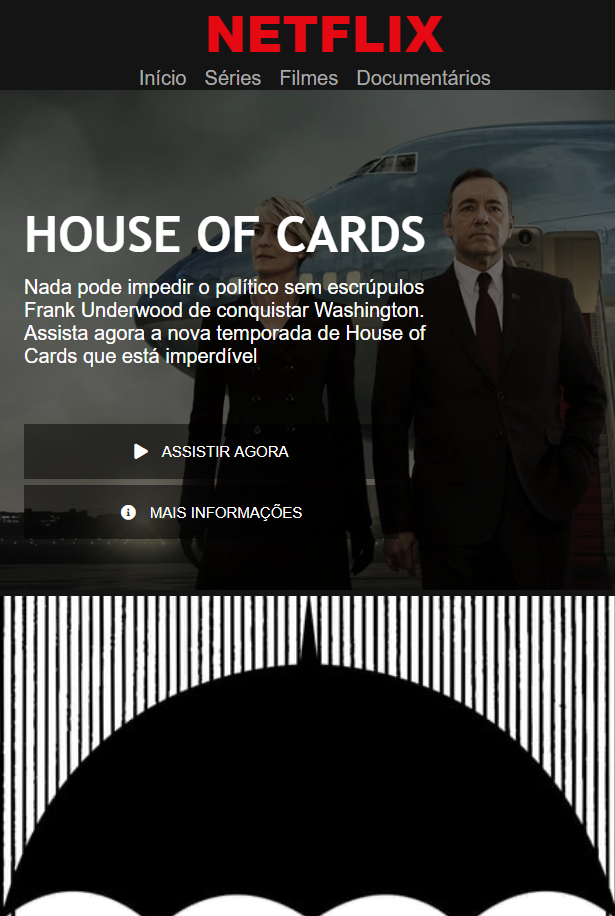 NETFLIX
Início Séries Filmes Documentários
HOUSE OF CARDS
Nada pode impedir o político sem escrúpulos
Frank Underwood de conquistar Washington.
Assista agora a nova temporada de House of
Cards que está imperdível
ASSISTIR AGORA
MAIS INFORMAÇÕES